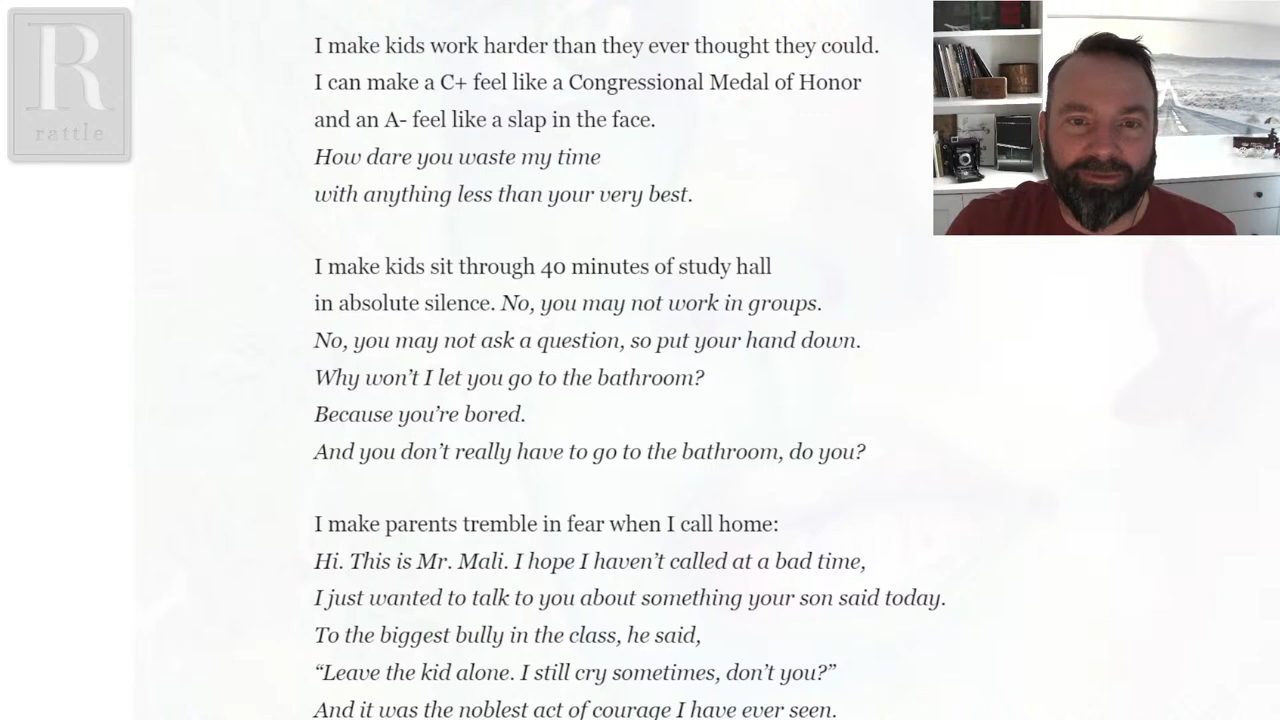 R
rattle
I make kids work harder than they ever thought they could.
I can make a C+ feel like a Congressional Medal of Honor
and an A- feel like a slap in the face.
How dare you waste my time
with anything less than your very best.
I make kids sit through 40 minutes of study hall
in absolute silence. No, you may not work in groups.
No, you may not ask a question, so put your hand down.
Why won’t I let you go to the bathroom?
Because you’re bored.
And you don’t really have to go to the bathroom, do you?
I make parents tremble in fear when I call home:
Hi. This is Mr. Mali. I hope I haven’t called at a bad time,
I just wanted to talk to you about something your son said today.
To the biggest bully in the class, he said,
“Leave the kid alone. I still cry sometimes, don’t you?”
And it was the noblest act of courage I have ever seen.